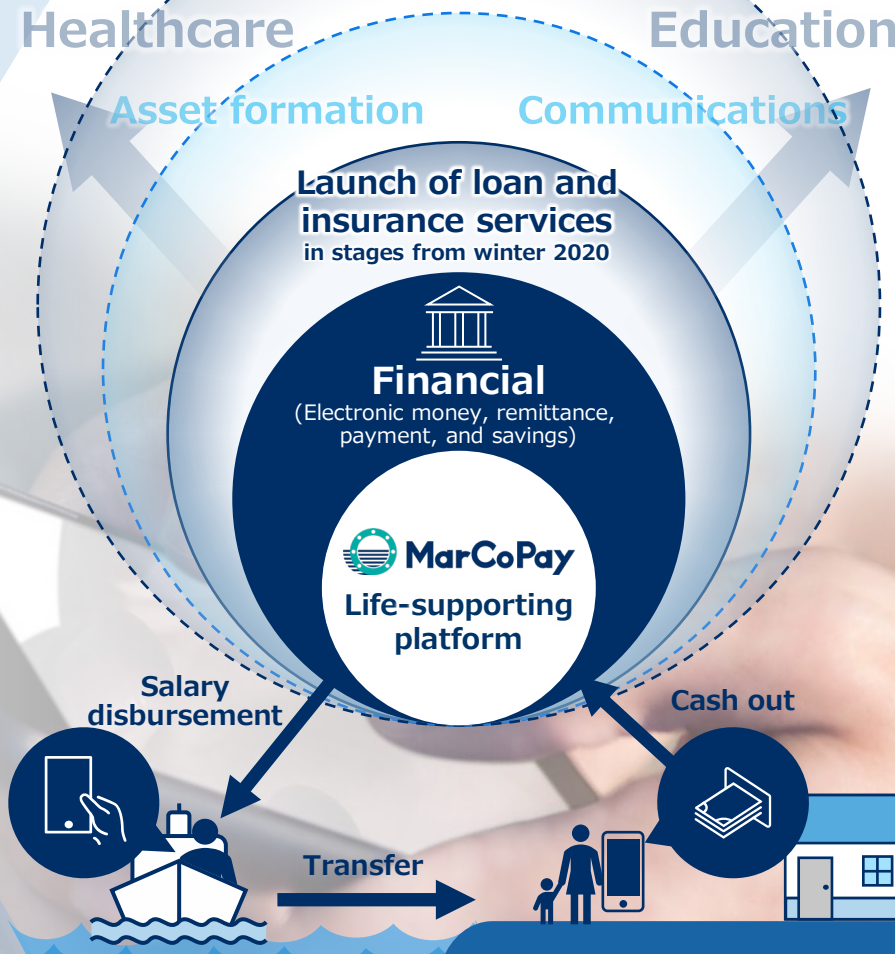 Healthcare
Education
Asset formation
Communications
Launch of loan and
insurance services
in stages from winter 2020
Financial
(Electronic money, remittance,
payment, and savings)
MarCoPay
Life-supporting
platform
Salary
disbursement
Cash out
Transfer